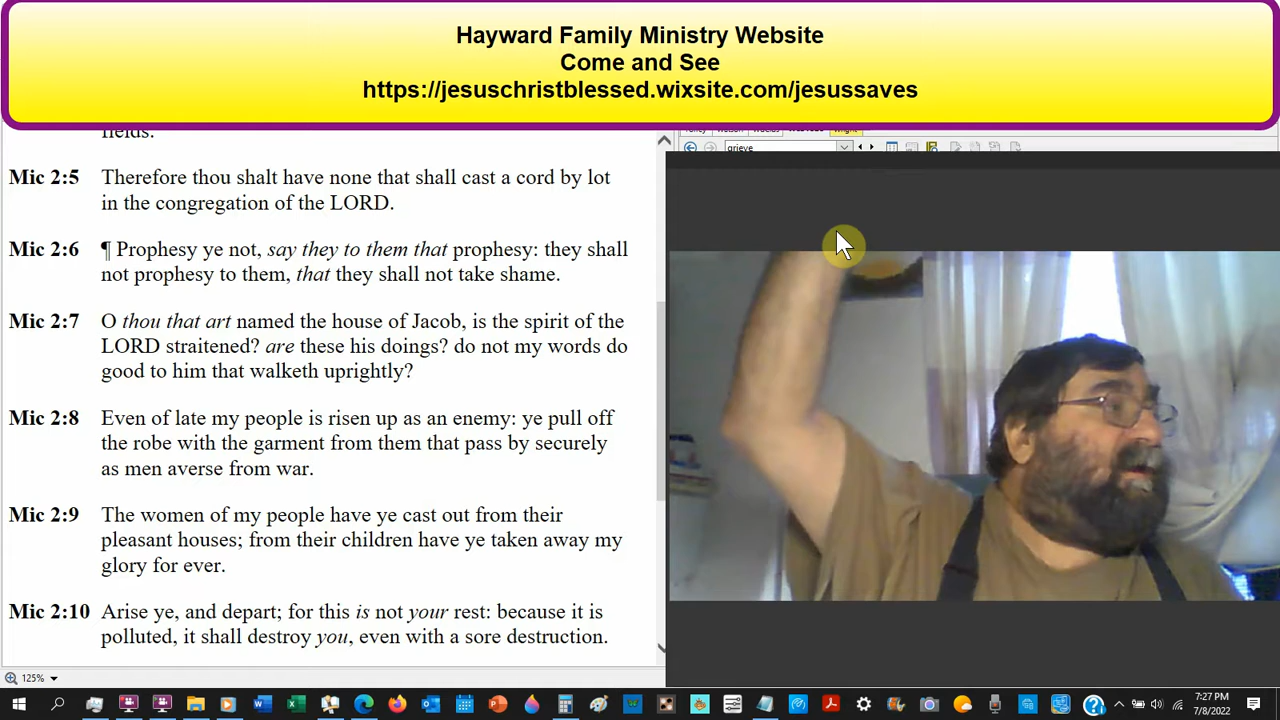 Hayward Family Ministry Website
Come and See
https://jesuschristblessed.wixsite.com/jesussaves
fields.
grieve
Mic 2:5 Therefore thou shalt have none that shall cast a cord by lot
in the congregation of the LORD.
Mic 2:6 ¶ Prophesy ye not, say they to them that prophesy: they shall
not prophesy to them, that they shall not take shame.
Mic 2:7 O thou that art named the house of Jacob, is the spirit of the
LORD straitened? are these his doings? do not my words do
good to him that walketh uprightly?
Mic 2:8 Even of late my people is risen up as an enemy: ye pull off
the robe with the garment from them that pass by securely
as men averse from war.
Mic 2:9 The women of my people have ye cast out from their
pleasant houses; from their children have ye taken away my
glory for ever.
Mic 2:10 Arise ye, and depart; for this is not your rest: because it is
polluted, it shall destroy you, even with a sore destruction.
125%
7:27 PM
7/8/2022